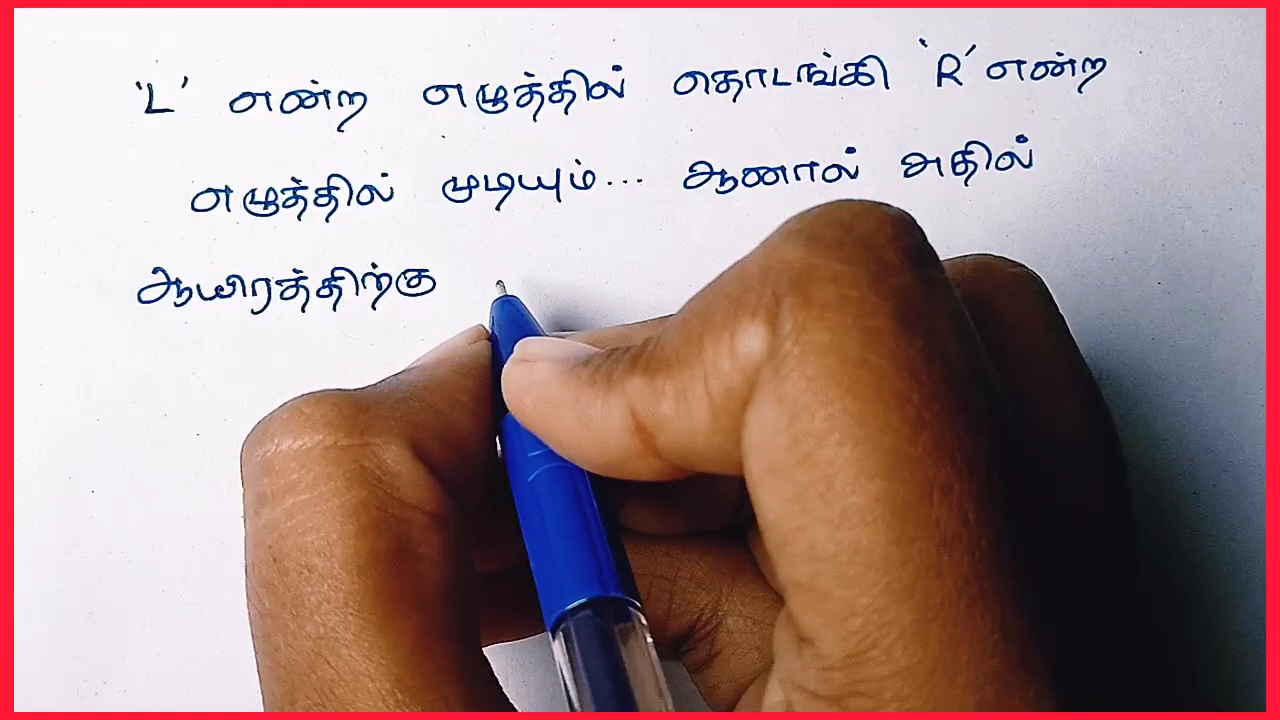 'L' என்ற எழுத்தில் தொடங்கி 'R' என்ற
எழுத்தில் முடியும்... ஆனால் அதில்
ஆயிரத்திற்கு